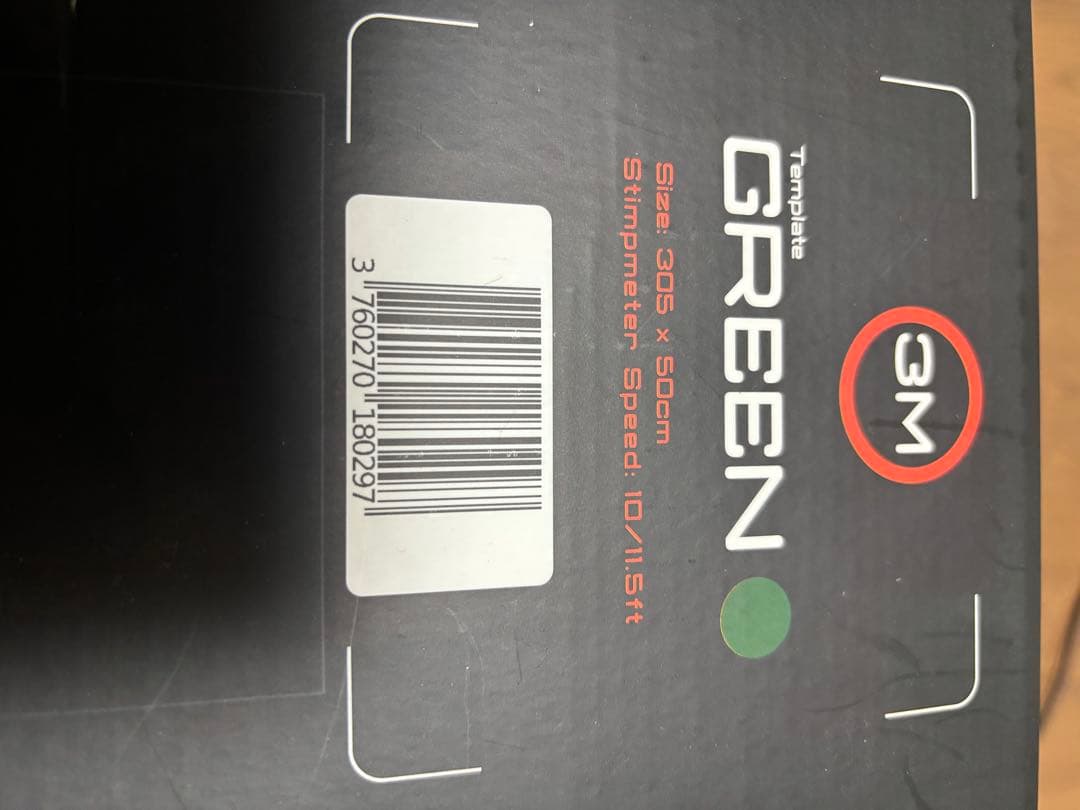 3M
Template
GREEN
Size: 305 x 50cm
Stimpmeter Speed: 10/11.5ft
3 760270 180297